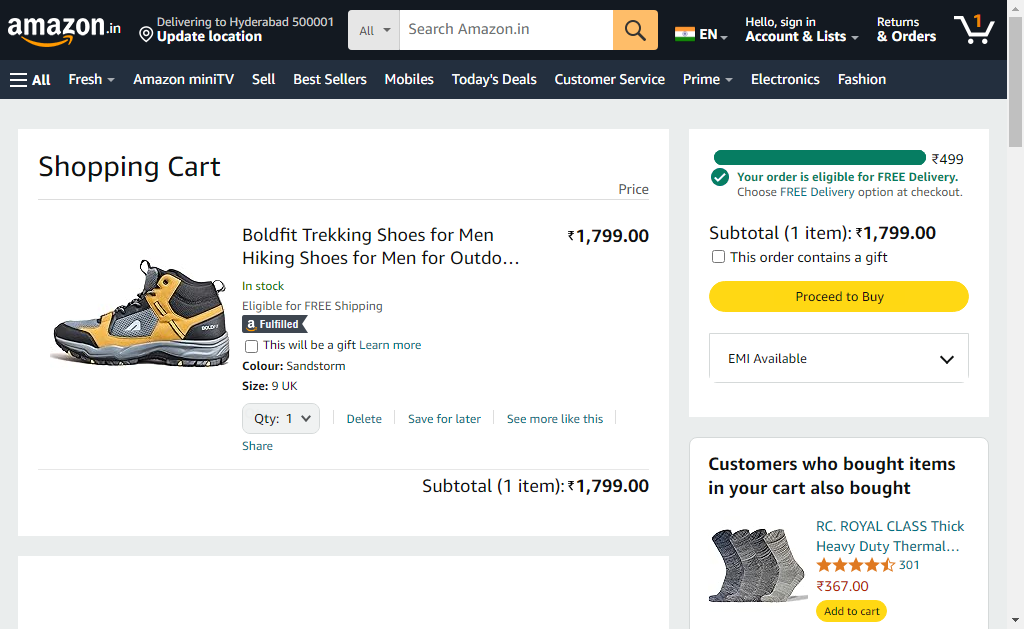 amazon.in
Delivering to Hyderabad 500001
Update location
All
Search Amazon.in
EN
Hello, sign in
Account & Lists
Returns
& Orders
1
All
Fresh
Amazon miniTV
Sell
Best Sellers
Mobiles
Today's Deals
Customer Service
Prime
Electronics
Fashion
Shopping Cart
Price
Boldfit Trekking Shoes for Men
Hiking Shoes for Men for Outdo…
₹1,799.00
In stock
Eligible for FREE Shipping
a Fulfilled
This will be a gift Learn more
Colour: Sandstorm
Size: 9 UK
Qty: 1
Delete
Save for later
See more like this
Share
BOLDFIT
Subtotal (1 item): ₹1,799.00
₹499
Your order is eligible for FREE Delivery.
Choose FREE Delivery option at checkout.
Subtotal (1 item): ₹1,799.00
This order contains a gift
Proceed to Buy
EMI Available
Customers who bought items
in your cart also bought
RC. ROYAL CLASS Thick
Heavy Duty Thermal…
301
₹367.00
Add to cart